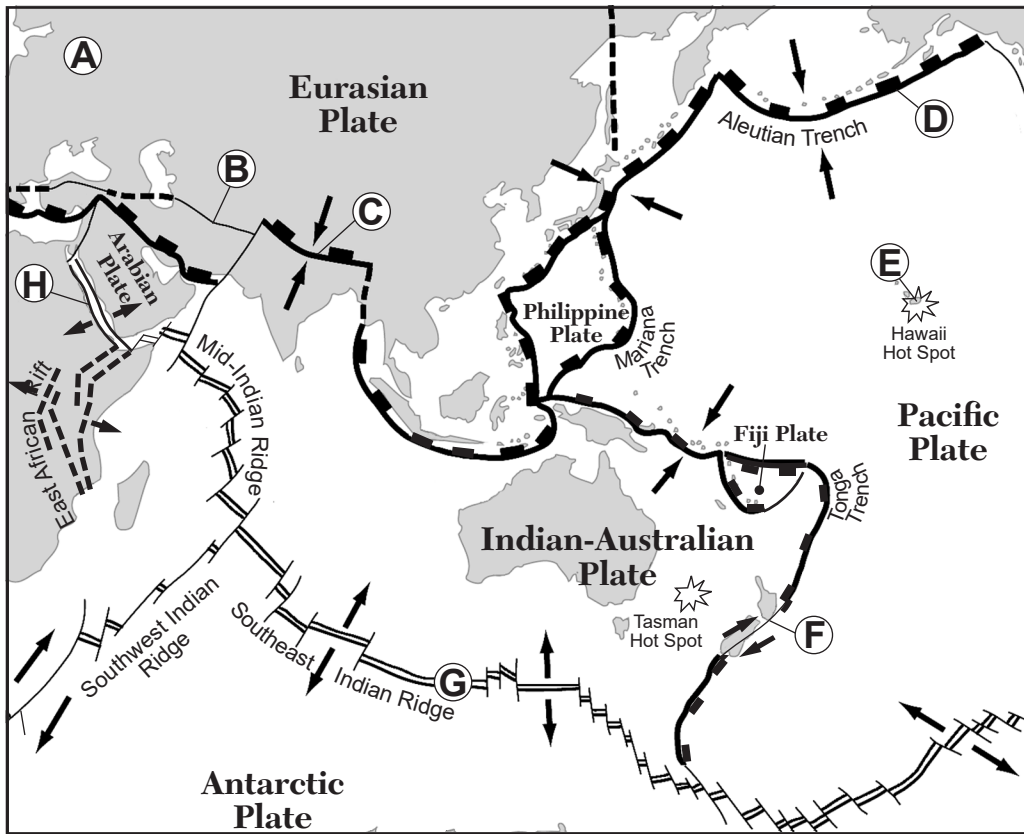 A
Eurasian
Plate
B
C
Aleutian Trench
D
H
Arabian
Plate
E
Hawaii
Hot Spot
Philippine
Plate
Mariana
Trench
Mid-Indian Ridge
East African Rift
Pacific
Plate
Fiji Plate
Tonga
Trench
Indian-Australian
Plate
Tasman
Hot Spot
F
Southwest Indian
Ridge
Southeast Indian Ridge
G
Antarctic
Plate